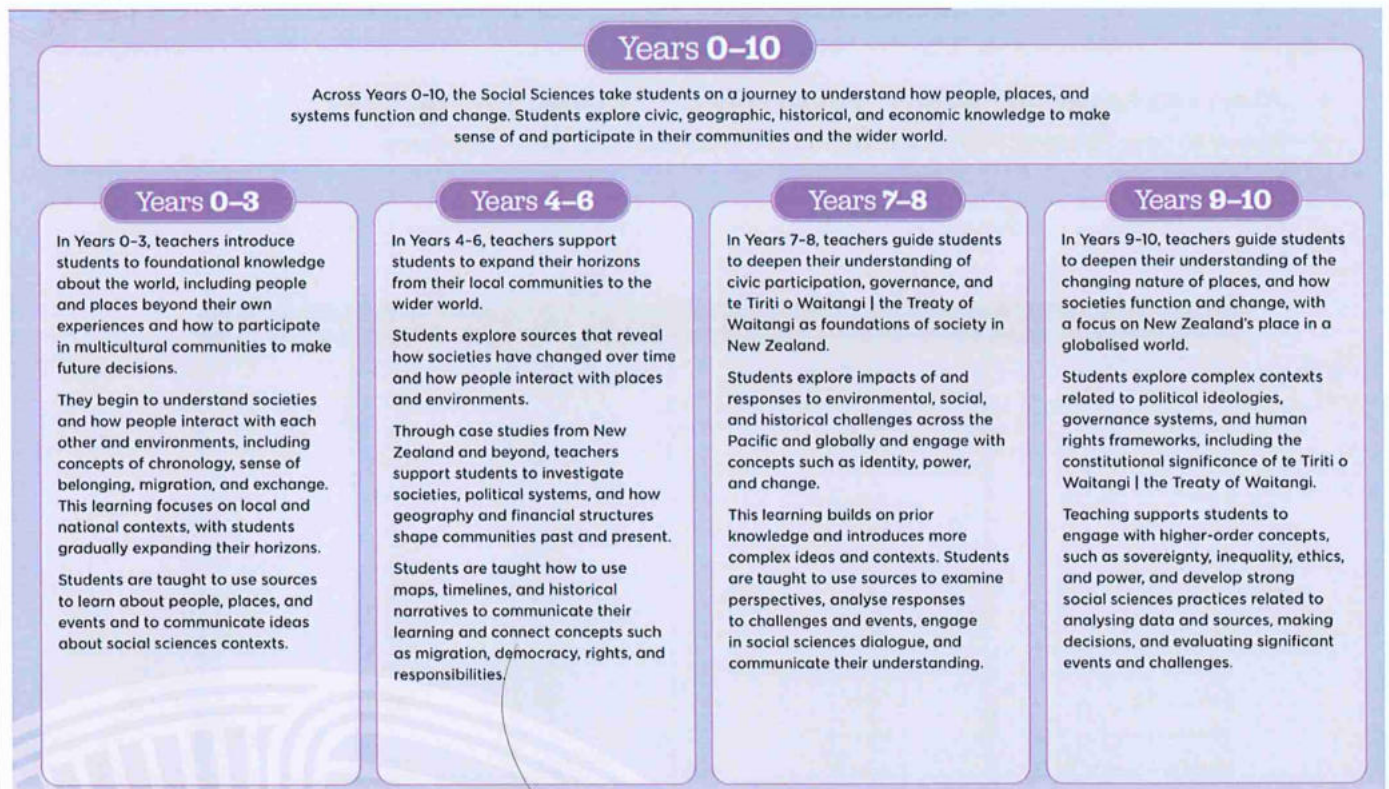 Years 0–10
Across Years 0-10, the Social Sciences take students on a journey to understand how people, places, and
systems function and change. Students explore civic, geographic, historical, and economic knowledge to make
sense of and participate in their communities and the wider world.
Years 0–3
In Years 0-3, teachers introduce
students to foundational knowledge
about the world, including people
and places beyond their own
experiences and how to participate
in multicultural communities to make
future decisions.
They begin to understand societies
and how people interact with each
other and environments, including
concepts of chronology, sense of
belonging, migration, and exchange.
This learning focuses on local and
national contexts, with students
gradually expanding their horizons.
Students are taught to use sources
to learn about people, places, and
events and to communicate ideas
about social sciences contexts.
Years 4–6
In Years 4-6, teachers support
students to expand their horizons
from their local communities to the
wider world.
Students explore sources that reveal
how societies have changed over time
and how people interact with places
and environments.
Through case studies from New
Zealand and beyond, teachers
support students to investigate
societies, political systems, and how
geography and financial structures
shape communities past and present.
Students are taught how to use
maps, timelines, and historical
narratives to communicate their
learning and connect concepts such
as migration, democracy, rights, and
responsibilities.
Years 7–8
In Years 7-8, teachers guide students
to deepen their understanding of
civic participation, governance, and
te Tiriti o Waitangi | the Treaty of
Waitangi as foundations of society in
New Zealand.
Students explore impacts of and
responses to environmental, social,
and historical challenges across the
Pacific and globally and engage with
concepts such as identity, power,
and change.
This learning builds on prior
knowledge and introduces more
complex ideas and contexts. Students
are taught to use sources to examine
perspectives, analyse responses
to challenges and events, engage
in social sciences dialogue, and
communicate their understanding.
Years 9–10
In Years 9-10, teachers guide students
to deepen their understanding of the
changing nature of places, and how
societies function and change, with
a focus on New Zealand's place in a
globalised world.
Students explore complex contexts
related to political ideologies,
governance systems, and human
rights frameworks, including the
constitutional significance of te Tiriti o
Waitangi | the Treaty of Waitangi.
Teaching supports students to
engage with higher-order concepts,
such as sovereignty, inequality, ethics,
and power, and develop strong
social sciences practices related to
analysing data and sources, making
decisions, and evaluating significant
events and challenges.